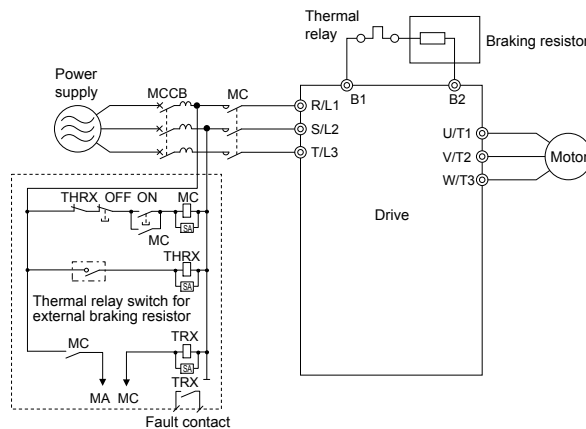 Thermal
relay
Braking resistor
Power
supply
MCCB
MC
B1
B2
R/L1
S/L2
T/L3
U/T1
V/T2
W/T3
Motor
Drive
THRX
OFF
ON
MC
SA
MC
THRX
SA
Thermal relay switch for
external braking resistor
MC
TRX
SA
MA
MC
TRX
Fault contact